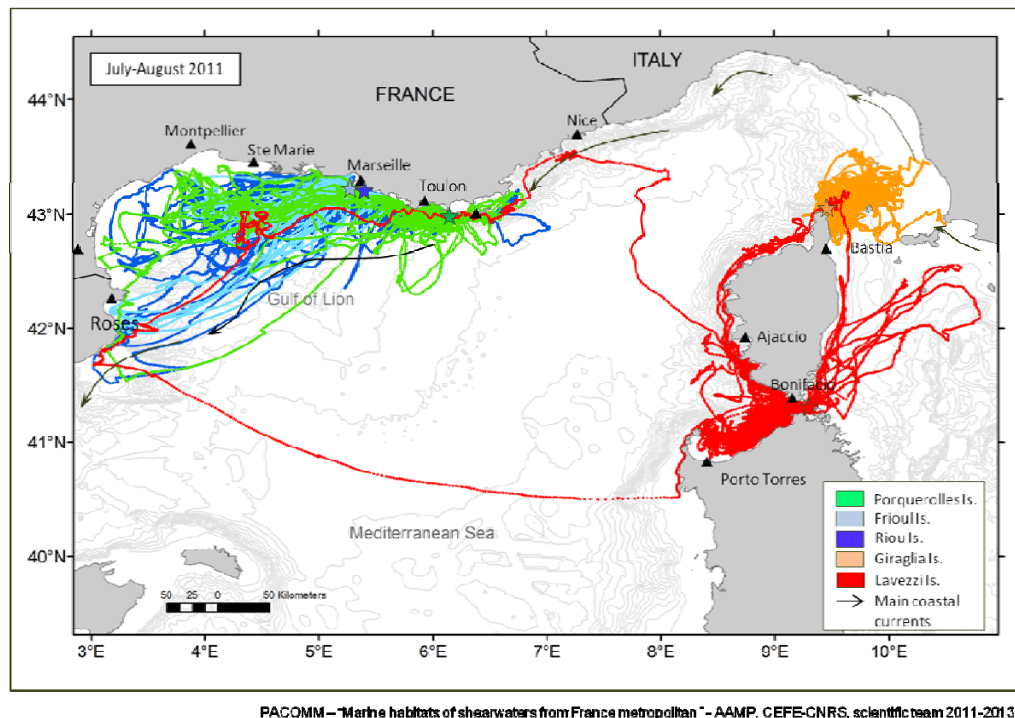 July-August 2011
ITALY
FRANCE
44°N
43°N
42°N
41°N
40°N
Montpellier
Ste Marie
Marseille
Toulon
Nice
Bastia
Gulf of Lion
Roses
Ajaccio
Bonifacio
Porto Torres
Mediterranean Sea
50 25 0 50 Kilometers
Porquerolles Is.
Frioul Is.
Riou Is.
Giraglia Is.
Lavezzi Is.
Main coastal
currents
3°E 4°E 5°E 6°E 7°E 8°E 9°E 10°E
PACOMM – "Marine habitats of shearwaters from France metropolitan" - AAMP, CEFE-CNRS, scientific team 2011-2013